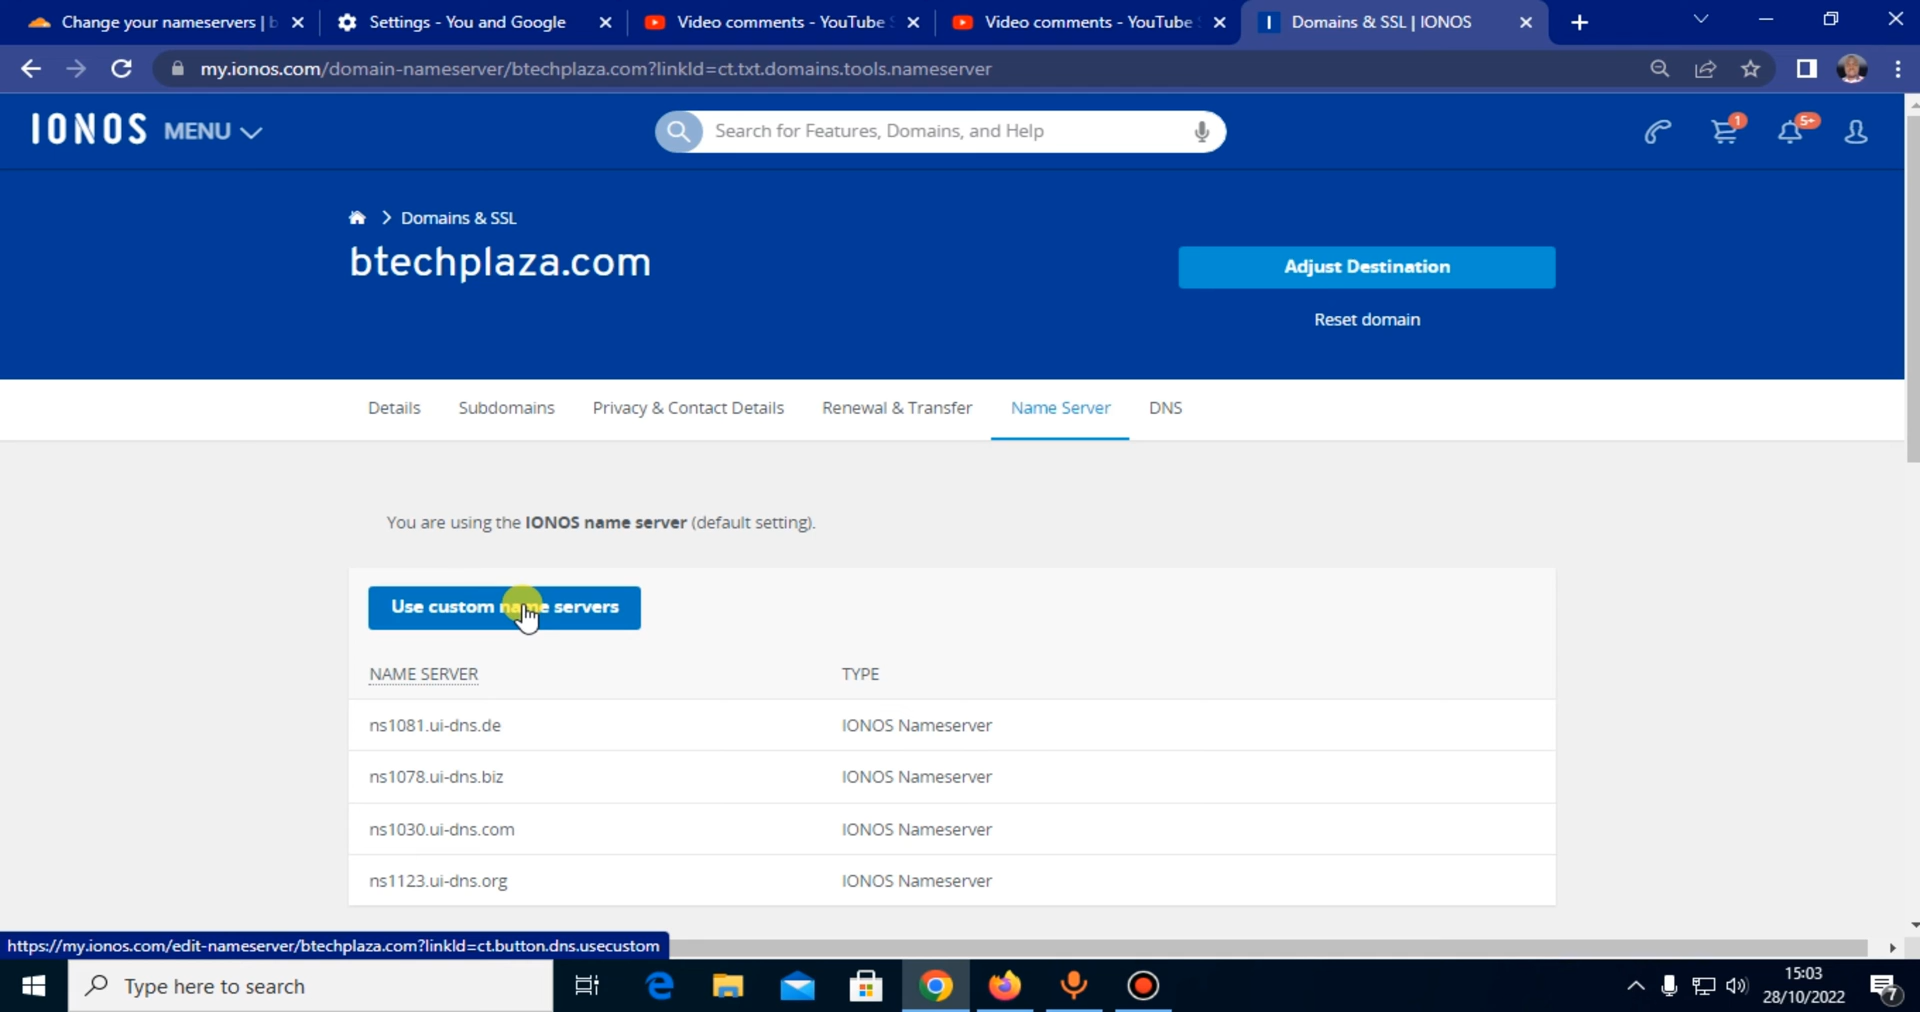 Change your nameservers | b
Settings - You and Google
Video comments - YouTube S
Video comments - YouTube S
Domains & SSL | IONOS
my.ionos.com/domain-nameserver/btechplaza.com?linkId=ct.txt.domains.tools.nameserver
IONOS MENU
Search for Features, Domains, and Help
1
5+
Domains & SSL
btechplaza.com
Adjust Destination
Reset domain
Details
Subdomains
Privacy & Contact Details
Renewal & Transfer
Name Server
DNS
You are using the IONOS name server (default setting).
Use custom name servers
NAME SERVER TYPE
ns1081.ui-dns.de IONOS Nameserver
ns1078.ui-dns.biz IONOS Nameserver
ns1030.ui-dns.com IONOS Nameserver
ns1123.ui-dns.org IONOS Nameserver
https://my.ionos.com/edit-nameserver/btechplaza.com?linkId=ct.button.dns.usecustom
Type here to search
15:03
28/10/2022
7